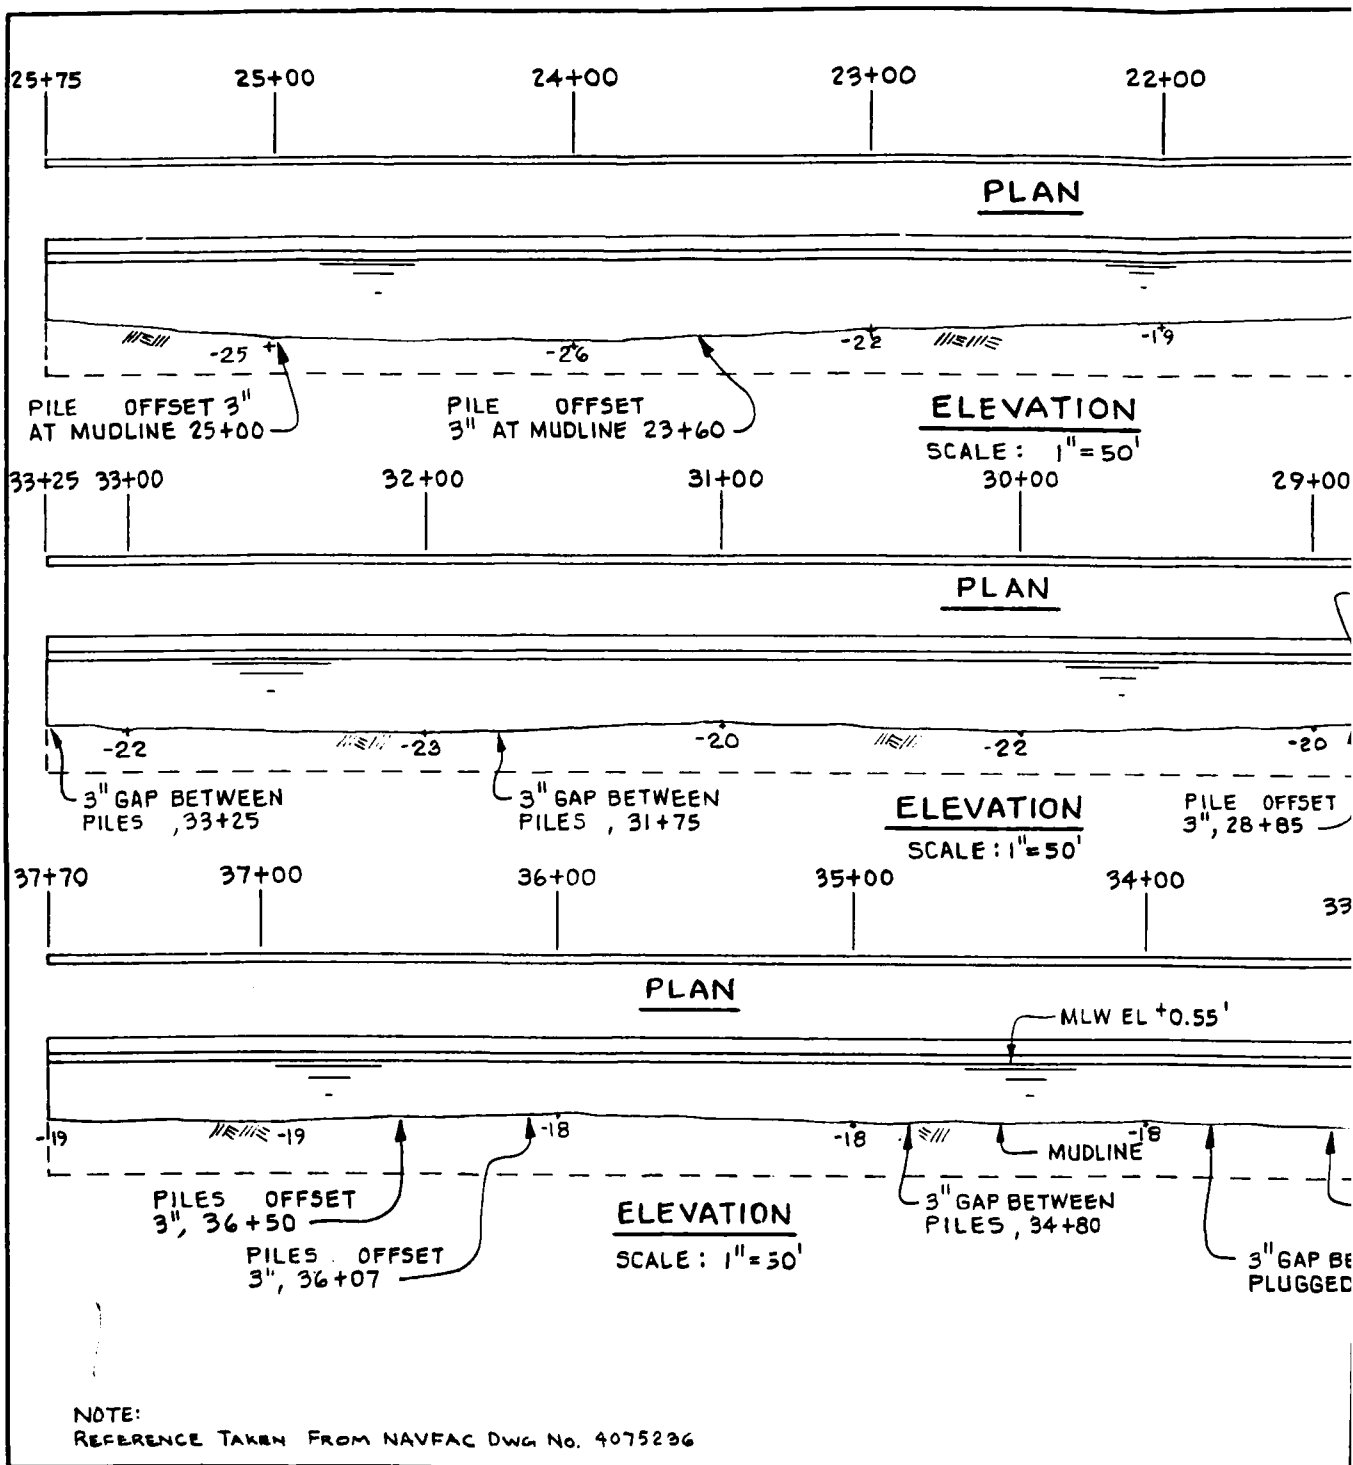 25+75 25+00 24+00 23+00 22+00
PLAN
-25 -26 -22 -19
PILE OFFSET 3"
AT MUDLINE 25+00
PILE OFFSET
3" AT MUDLINE 23+60
ELEVATION
SCALE: 1"=50'
33+25 33+00 32+00 31+00 30+00 29+00
PLAN
-22 -23 -20 -22 -20
3" GAP BETWEEN
PILES ,33+25
3" GAP BETWEEN
PILES , 31+75
ELEVATION
SCALE: 1"=50'
PILE OFFSET
3", 28+85
37+70 37+00 36+00 35+00 34+00
33
PLAN
MLW EL +0.55'
-19 -19 -18 -18 -18
MUDLINE
PILES OFFSET
3", 36+50
PILES OFFSET
3", 36+07
ELEVATION
SCALE: 1"=50'
3" GAP BETWEEN
PILES , 34+80
3" GAP BE
PLUGGED
NOTE:
REFERENCE TAKEN FROM NAVFAC DWG No. 4075236